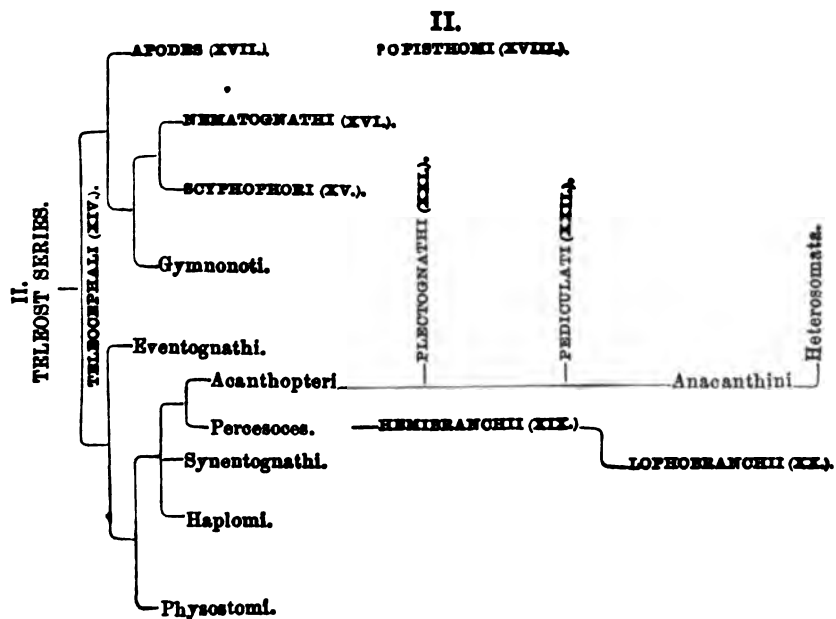 II.
APODES (XVII.) ? OPISTHOMI (XVIII.).
NEMATOGNATHI (XVI.).
SCYPHOPHORI (XV.)
Gymnonoti.
II.
TELEOST SERIES.
TELEOCEPHALI (XIV.)
PLECTOGNATHI (XXI.).
PEDICULATI (XXII.).
Heterosomata.
Eventognathi.
Acanthopteri Anacanthini
Percesoces. HEMIBRANCHII (XIX.)
Synentognathi. LOPHOBRANCHII (XX.).
Haplomi.
Physostomi.